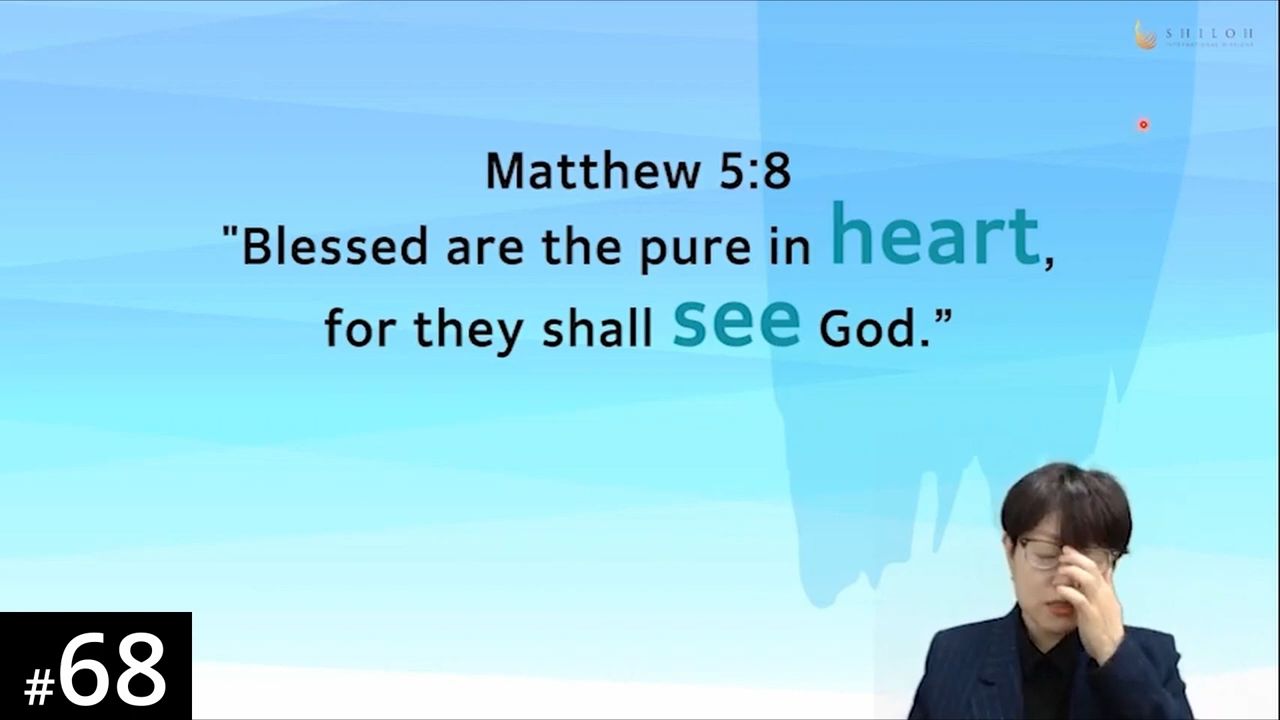 SHILOH
Matthew 5:8
"Blessed are the pure in heart,
for they shall see God.”
#68